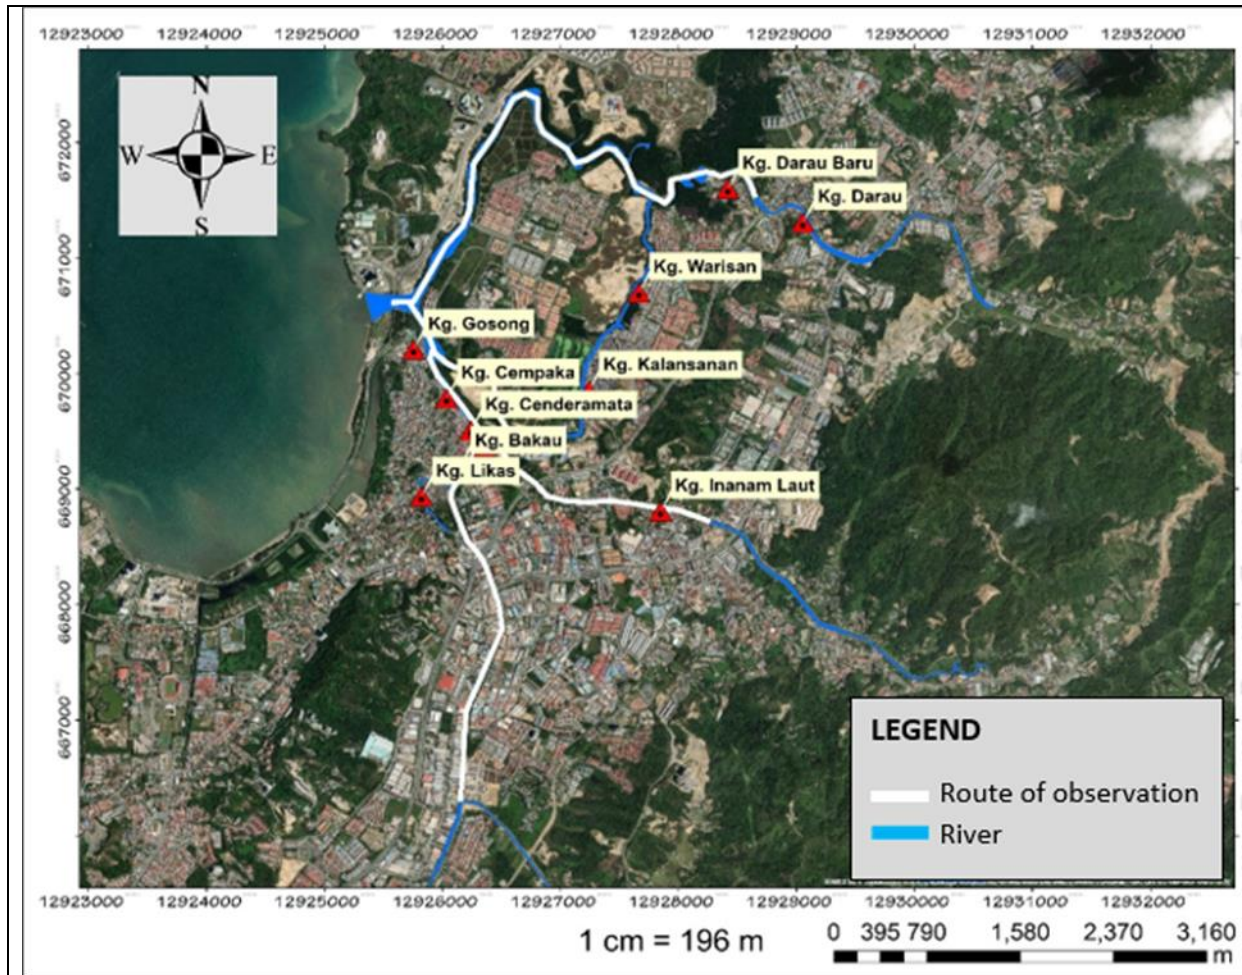 12923000 12924000 12925000 12926000 12927000 12928000 12929000 12930000 12931000 12932000
N
W E
S
672000
671000
670000
669000
668000
667000
Kg. Darau Baru
Kg. Darau
Kg. Warisan
Kg. Gosong
Kg. Kalansanan
Kg. Cempaka
Kg. Cenderamata
Kg. Bakau
Kg. Likas
Kg. Inanam Laut
LEGEND
Route of observation
River
12923000 12924000 12925000 12926000 12927000 12928000 12929000 12930000 12931000 12932000
1 cm = 196 m
0 395 790 1,580 2,370 3,160
m